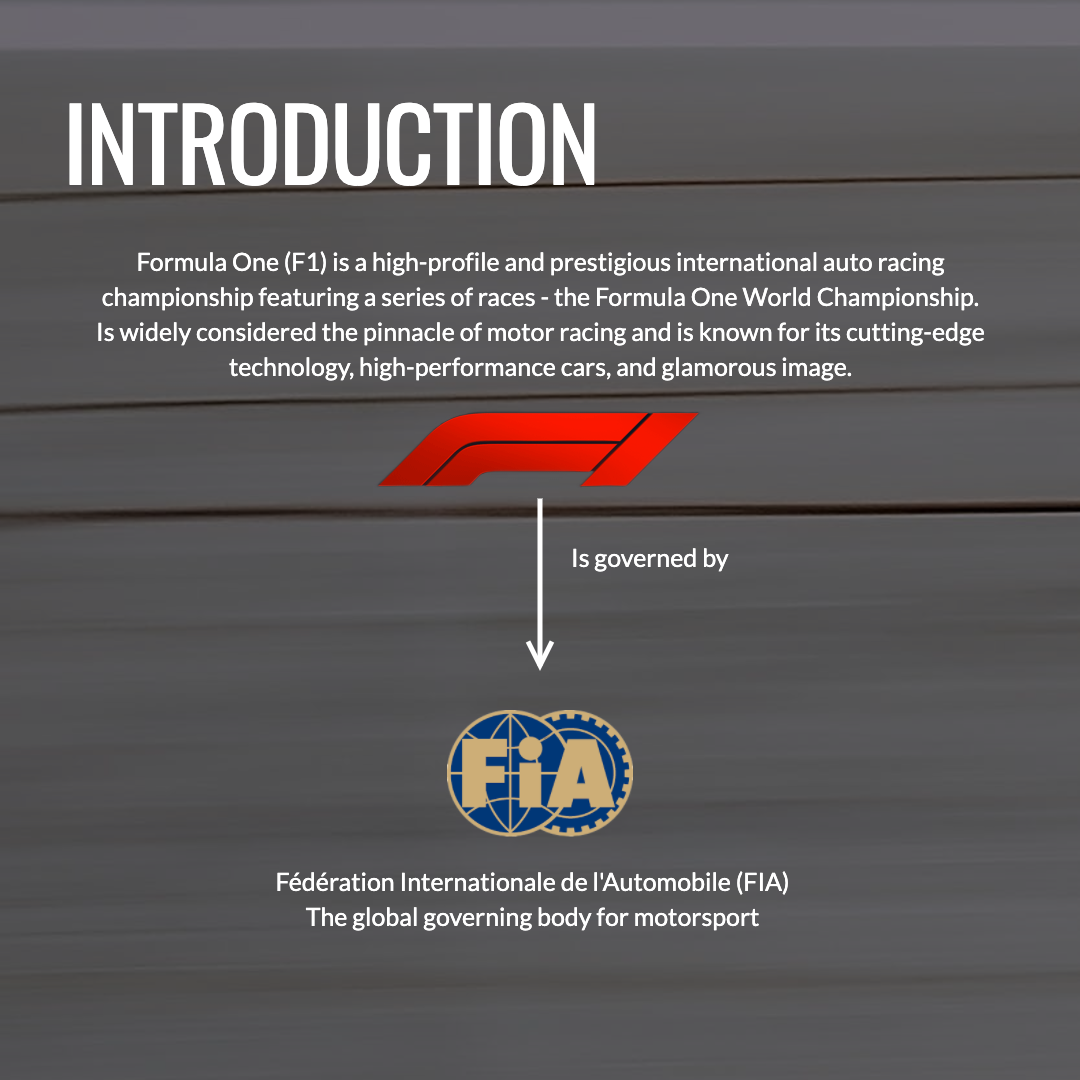 INTRODUCTION
Formula One (F1) is a high-profile and prestigious international auto racing
championship featuring a series of races - the Formula One World Championship.
Is widely considered the pinnacle of motor racing and is known for its cutting-edge
technology, high-performance cars, and glamorous image.
F1
Is governed by
FiA
Fédération Internationale de l'Automobile (FIA)
The global governing body for motorsport